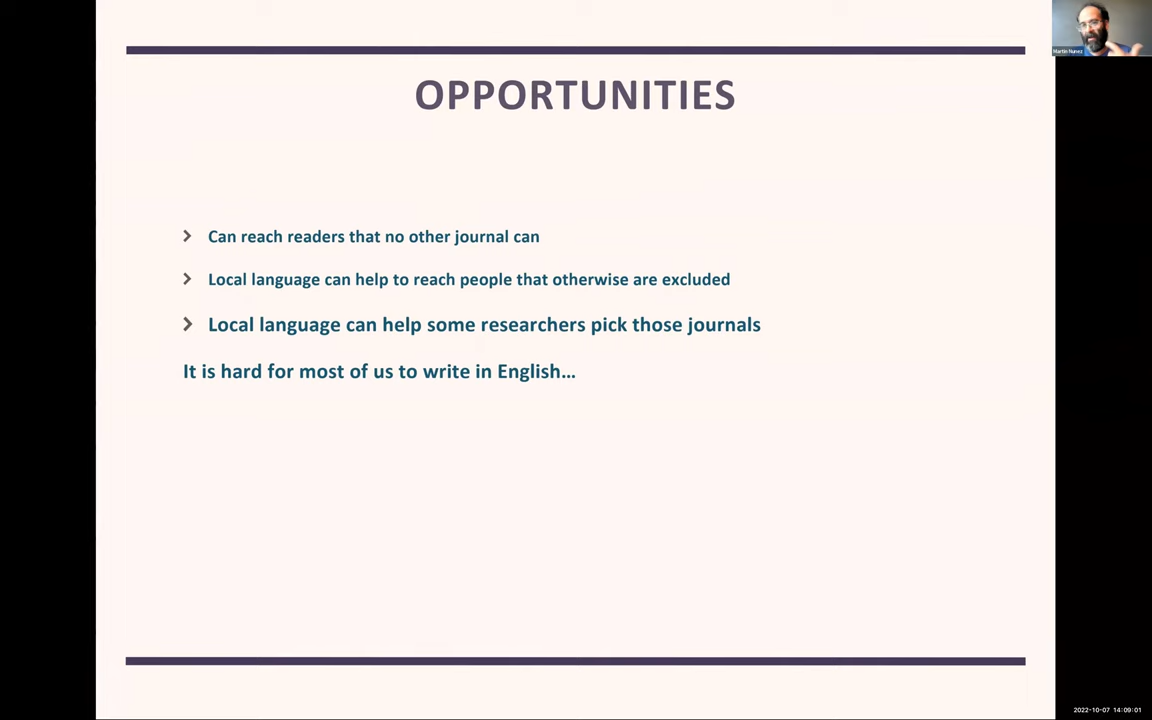 OPPORTUNITIES
Can reach readers that no other journal can
Local language can help to reach people that otherwise are excluded
Local language can help some researchers pick those journals
It is hard for most of us to write in English...
Martin Nunez
2022-10-07 14:09:01